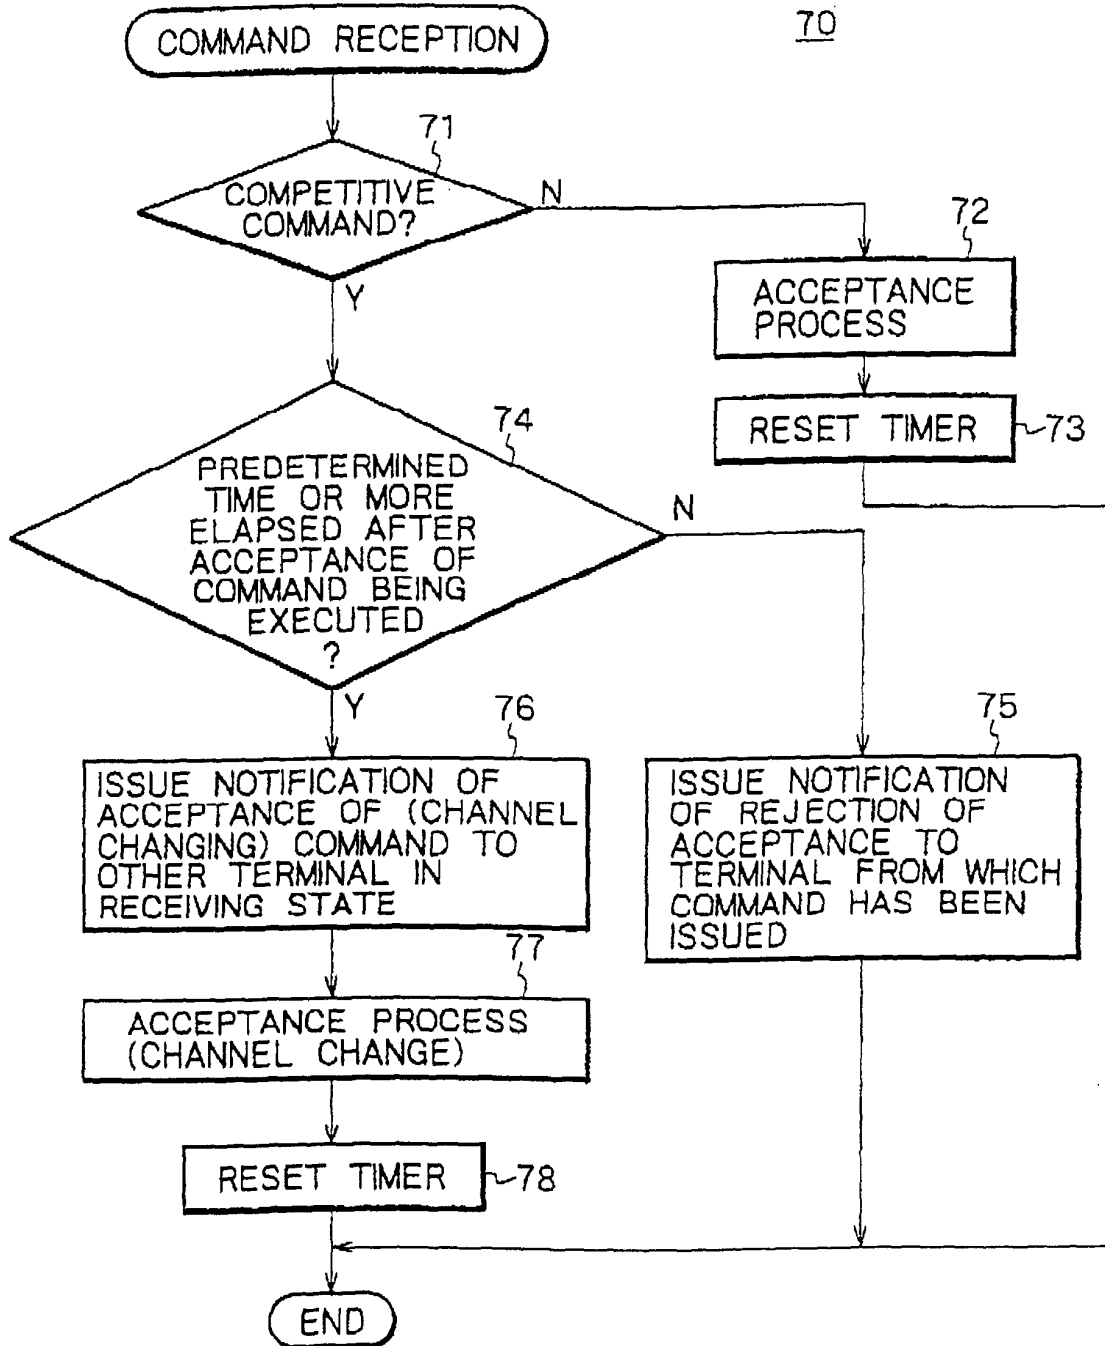 70
COMMAND RECEPTION
71
COMPETITIVE
COMMAND?
N
Y
72
ACCEPTANCE
PROCESS
RESET TIMER
73
74
PREDETERMINED
TIME OR MORE
ELAPSED AFTER
ACCEPTANCE OF
COMMAND BEING
EXECUTED
?
N
Y
76
ISSUE NOTIFICATION OF
ACCEPTANCE OF (CHANNEL
CHANGING) COMMAND TO
OTHER TERMINAL IN
RECEIVING STATE
75
ISSUE NOTIFICATION
OF REJECTION OF
ACCEPTANCE TO
TERMINAL FROM WHICH
COMMAND HAS BEEN
ISSUED
77
ACCEPTANCE PROCESS
(CHANNEL CHANGE)
RESET TIMER
78
END